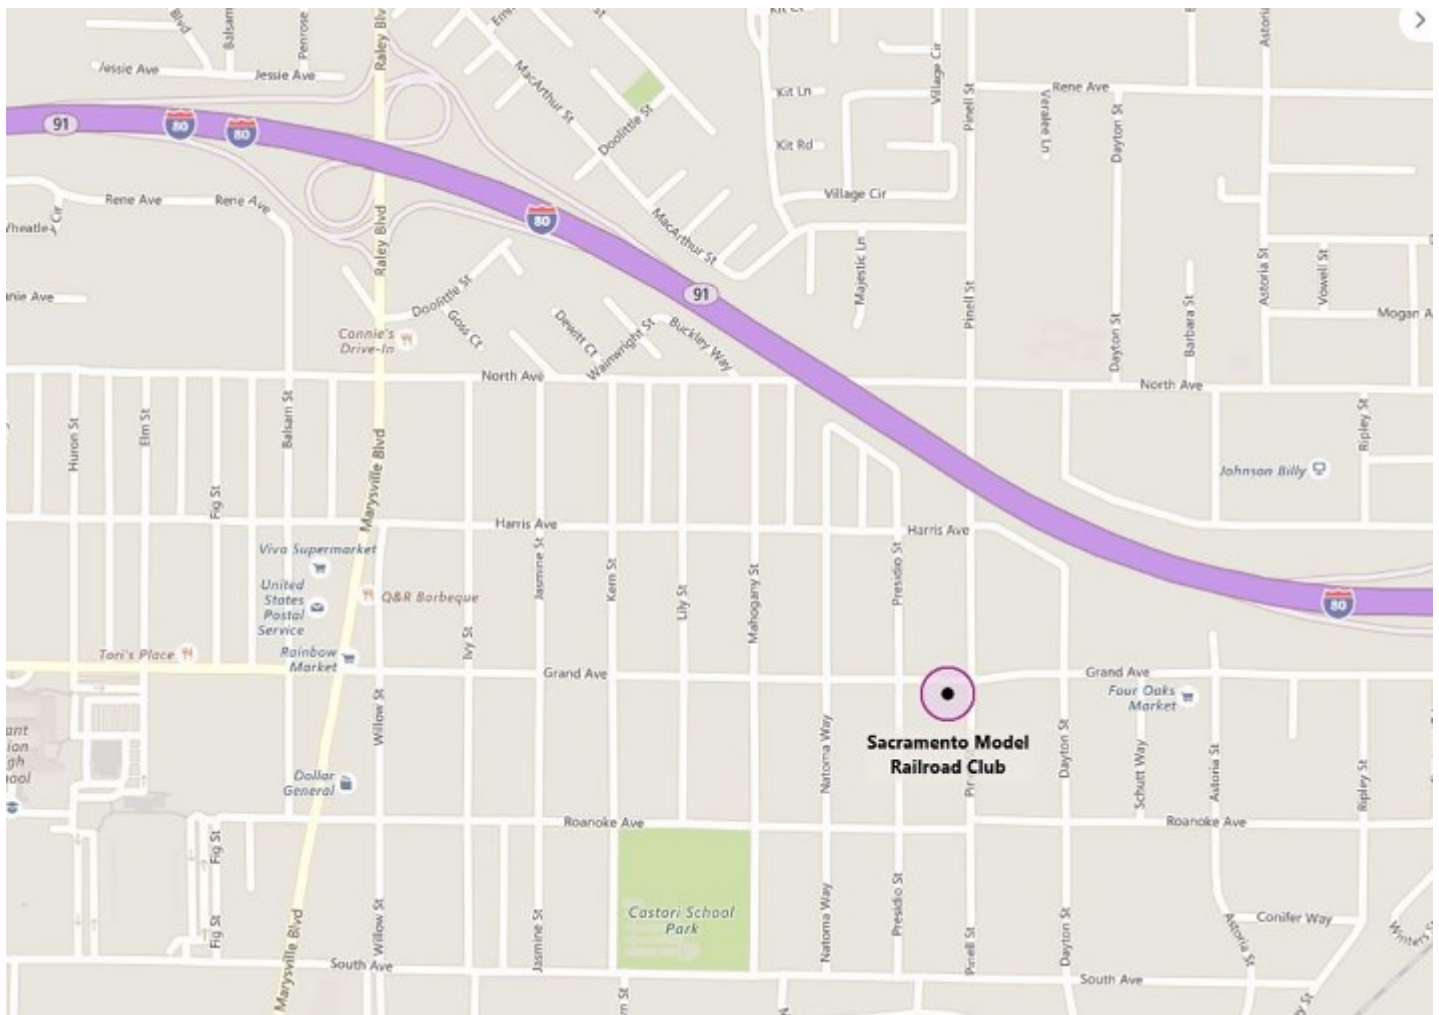 Blvd
Balsam
Penrose
Raley Blv
Kit Ct
Astoria
Jessie Ave
Jessie Ave
MacArthur St
Doolittle St
Kit Ln
Village Cir
Pinell St
Rene Ave
Veralee Ln
Dayton St
91
80
80
Kit Rd
Rene Ave
Rene Ave
Raley Blvd
80
Village Cir
MacArthur St
Majestic Ln
Astoria St
Vowell St
91
Pinell St
Doolittle St
Goss Ct
Dewitt Ct
Wainwright St
Buckley Way
Dayton St
Barbara St
Mogan A
Connie's
Drive-In
North Ave
North Ave
Huron St
Elm St
Balsam St
Ripley St
Fig St
Marysville Blvd
Johnson Billy
Harris Ave
Harris Ave
Viva Supermarket
United
States
Postal
Service
Q&R Barbeque
Jasmine St
Kern St
Lily St
Mahogany St
Presidio St
80
Ivy St
Tori's Place
Rainbow
Market
Grand Ave
Grand Ave
Four Oaks
Market
Willow St
Sacramento Model
Railroad Club
Natoma Way
Dayton St
Schutt Way
Astoria St
Ripley St
Dollar
General
Roanoke Ave
Roanoke Ave
Fig St
Castori School
Park
Natoma Way
Presidio St
Conifer Way
Winters
Fig St
Marysville Blvd
Willow St
Jasmine St
Pinell St
Dayton St
Astoria St
South Ave
South Ave